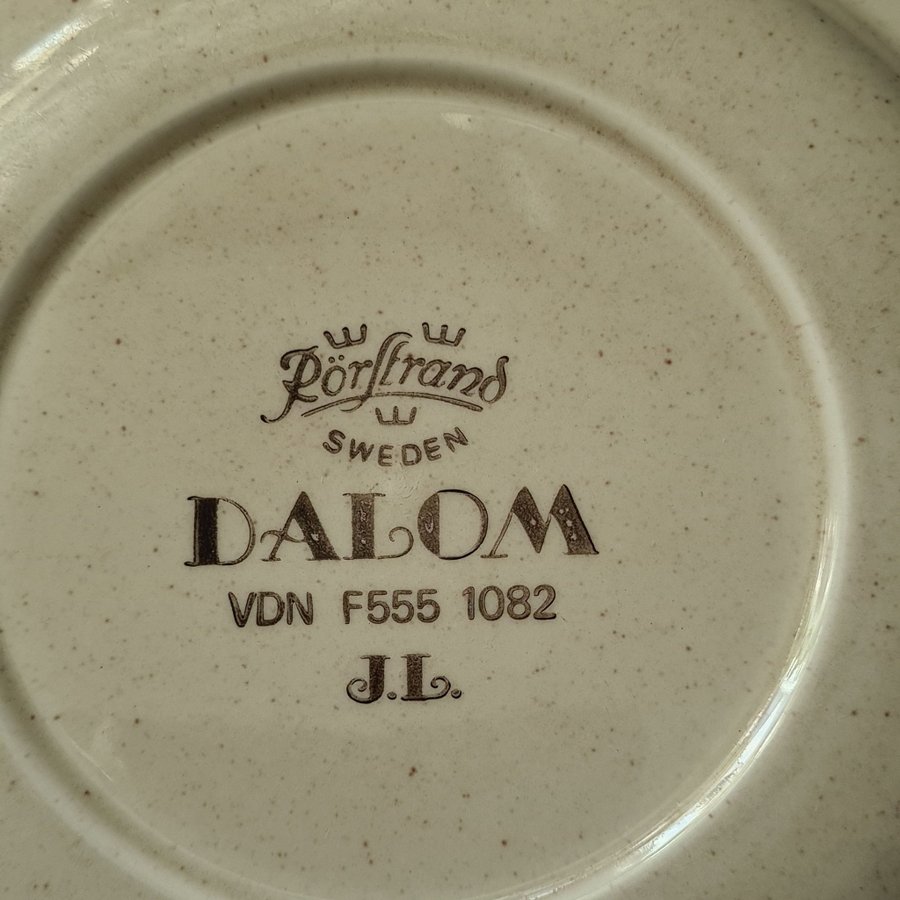 Rörstrand
SWEDEN
DALOM
VDN F555 1082
J.L.